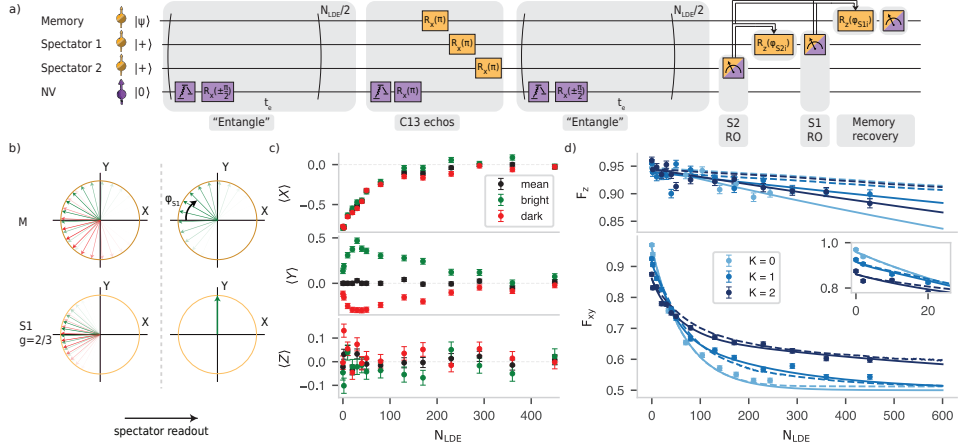 a)
Memory |ψ⟩
Spectator 1 |+⟩
Spectator 2 |+⟩
NV |0⟩
N_LDE/2
R_x(±π/2)
t_e
"Entangle"
R_x(π)
R_x(π)
R_x(π)
R_x(π)
C13 echos
N_LDE/2
R_x(±π/2)
t_e
"Entangle"
S2
RO
R_z(φ_S2i)
S1
RO
R_z(φ_S1i)
Memory
recovery
b)
Y
X
M
φ_S1
Y
X
Y
X
S1
g=2/3
Y
X
spectator readout
c)
⟨X⟩
0.0
−0.5
mean
bright
dark
⟨Y⟩
0.5
0.0
⟨Z⟩
0.1
0.0
−0.1
0 100 200 300 400
N_LDE
d)
F_z
0.95
0.90
0.85
F_xy
1.0
0.9
0.8
0.7
0.6
0.5
K = 0
K = 1
K = 2
1.0
0.8
0 20
0 100 200 300 400 500 600
N_LDE